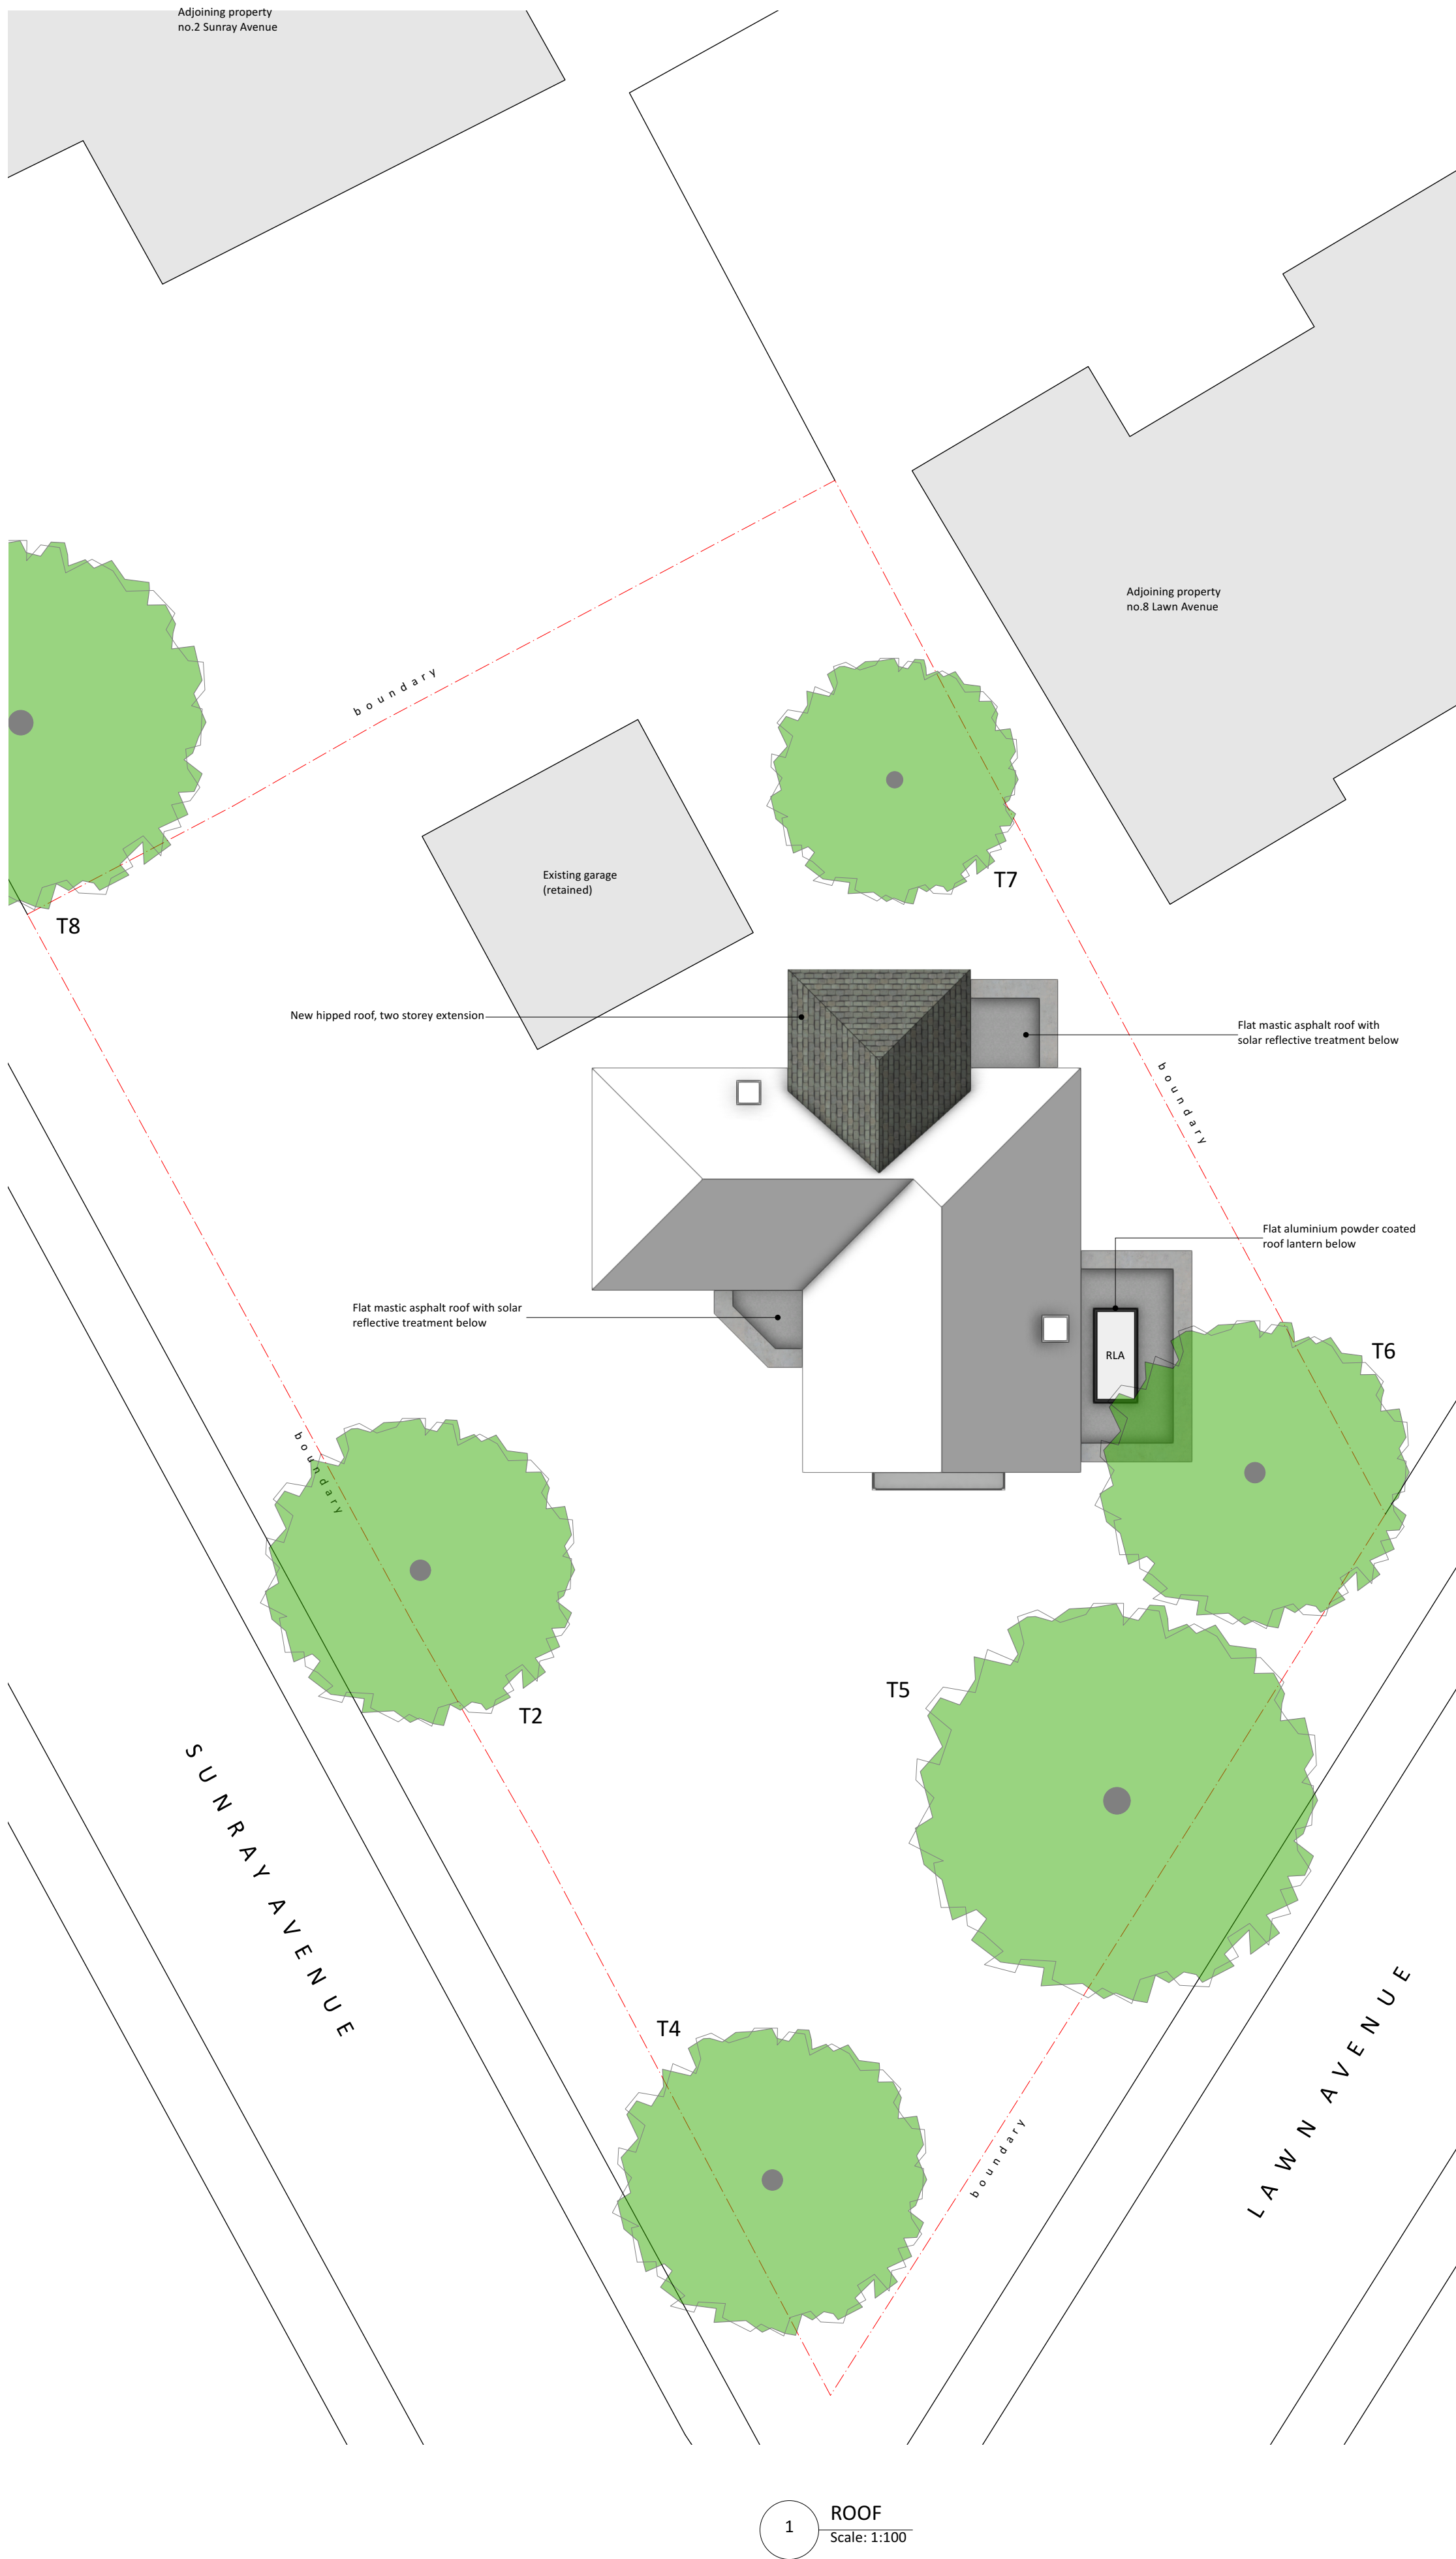 Adjoining property
no.2 Sunray Avenue
Adjoining property
no.8 Lawn Avenue
boundary
Existing garage
(retained)
T7
T8
New hipped roof, two storey extension
Flat mastic asphalt roof with
solar reflective treatment below
boundary
Flat aluminium powder coated
roof lantern below
Flat mastic asphalt roof with solar
reflective treatment below
RLA
T6
boundary
T5
T2
SUNRAY AVENUE
T4
LAWN AVENUE
boundary
1
ROOF
Scale: 1:100